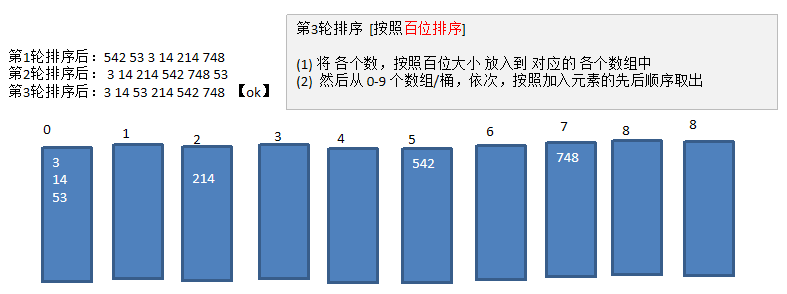 第1轮排序后：542 53 3 14 214 748
第2轮排序后： 3 14 214 542 748 53
第3轮排序后：3 14 53 214 542 748 【ok】
第3轮排序 [按照百位排序]
(1) 将 各个数，按照百位大小 放入到 对应的 各个数组中
(2) 然后从 0-9 个数组/桶，依次，按照加入元素的先后顺序取出
0 1 2 3 4 5 6 7 8 8
3
14
53
214
542
748